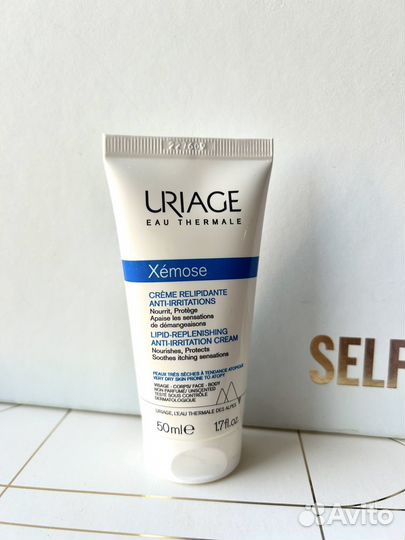 URIAGE
EAU THERMALE
Xémose
CRÈME RELIPIDANTE
ANTI-IRRITATIONS
Nourrit, Protège
Apaise les sensations
de démangeaisons
LIPID-REPLENISHING
ANTI-IRRITATION CREAM
Nourishes, Protects
Soothes itching sensations
PEAUX TRÈS SÈCHES À TENDANCE ATOPIQUE
VERY DRY SKIN PRONE TO ATOPY
VISAGE - CORPS/ FACE - BODY
NON PARFUMÉ/ UNSCENTED
TESTÉ SOUS CONTRÔLE
DERMATOLOGIQUE
URIAGE, L'EAU THERMALE DES ALPES
50ml e 1.7fl.oz.
SELF
Avito